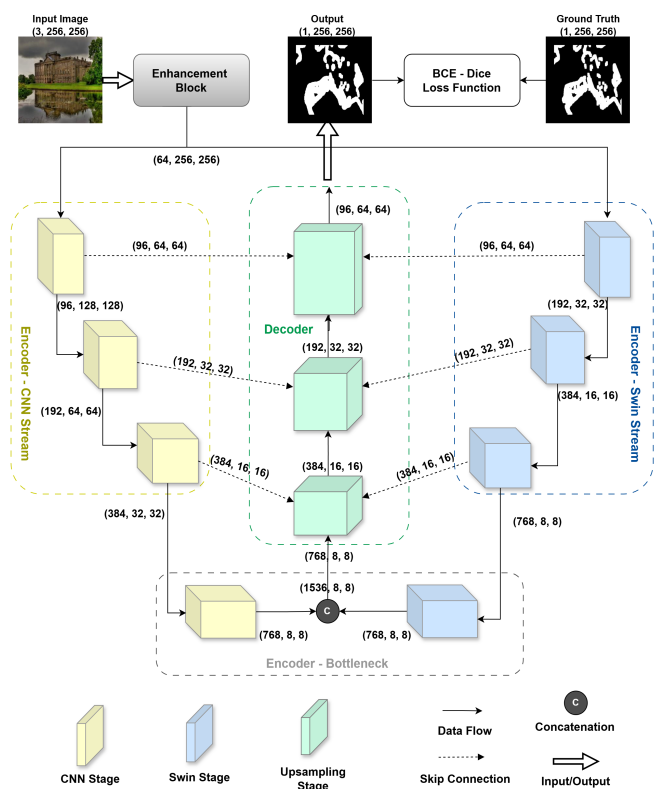 Input Image
(3, 256, 256)
Output
(1, 256, 256)
Ground Truth
(1, 256, 256)
Enhancement
Block
BCE - Dice
Loss Function
(64, 256, 256)
(96, 64, 64)
(96, 64, 64)
(96, 64, 64)
(96, 128, 128)
(192, 32, 32)
Decoder
(192, 32, 32)
(192, 32, 32)
(192, 32, 32)
Encoder - CNN Stream
Encoder - Swin Stream
(192, 64, 64)
(384, 16, 16)
(384, 16, 16)
(384, 16, 16)
(384, 16, 16)
(384, 32, 32)
(768, 8, 8)
(768, 8, 8)
(1536, 8, 8)
C
(768, 8, 8)
(768, 8, 8)
Encoder - Bottleneck
CNN Stage
Swin Stage
Upsampling
Stage
Data Flow
Skip Connection
C
Concatenation
Input/Output